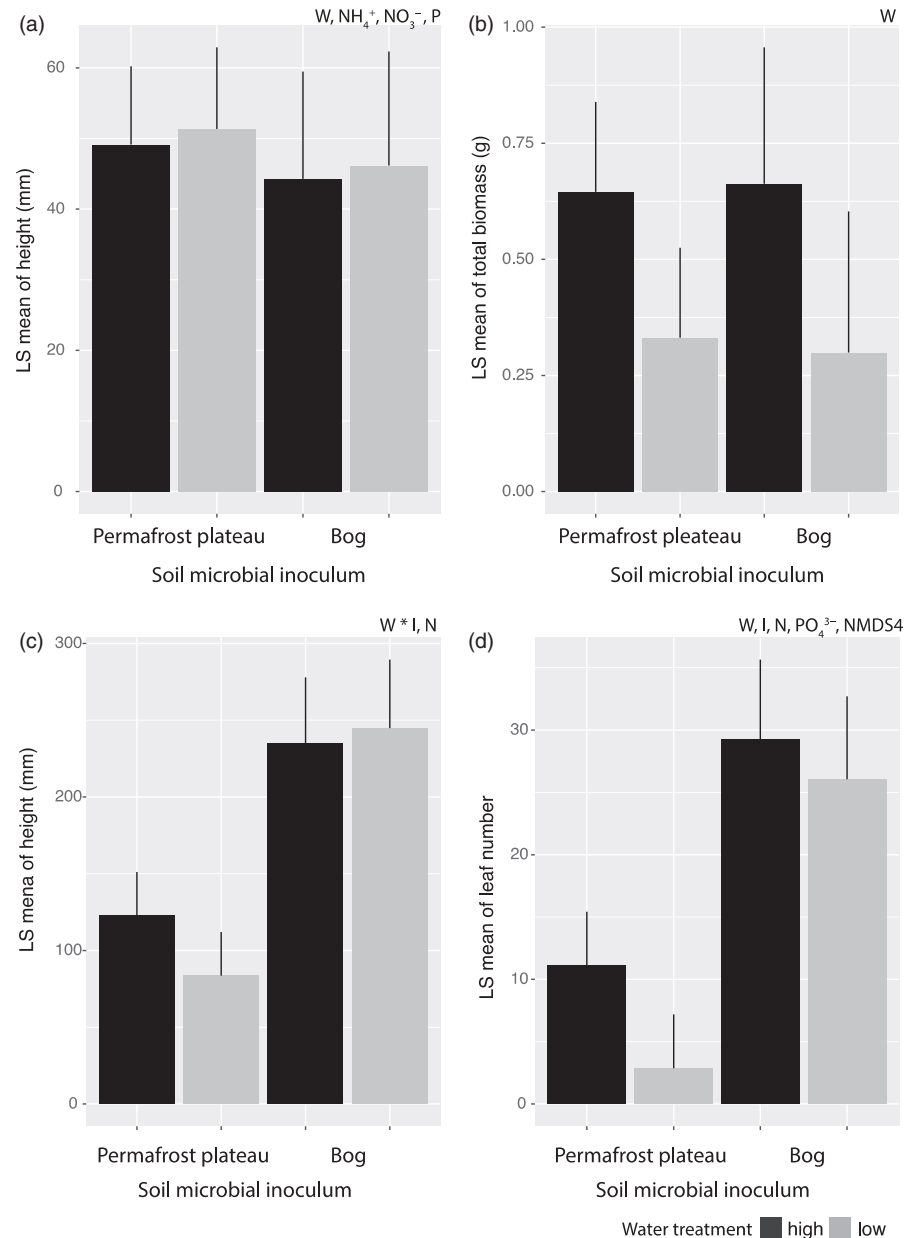 (a) W, NH₄⁺, NO₃⁻, P
60
40
20
0
LS mean of height (mm)
Permafrost plateau Bog
Soil microbial inoculum
(b) W
1.00
0.75
0.50
0.25
0.00
LS mean of total biomass (g)
Permafrost pleateau Bog
Soil microbial inoculum
(c) W * I, N
300
200
100
0
LS mena of height (mm)
Permafrost plateau Bog
Soil microbial inoculum
(d) W, I, N, PO₄³⁻, NMDS4
30
20
10
0
LS mean of leaf number
Permafrost plateau Bog
Soil microbial inoculum
Water treatment high low